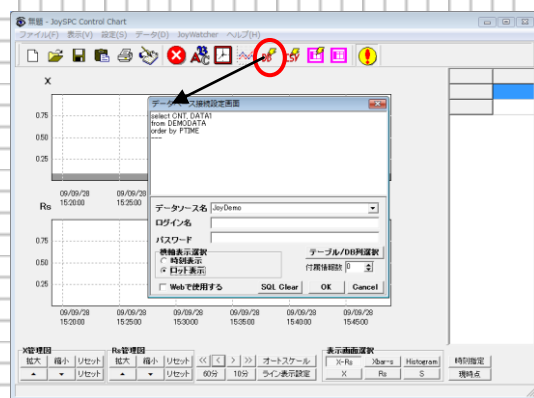 無題 - JoySPC Control Chart
ファイル(F) 表示(V) 設定(S) データ(D) JoyWatcher ヘルプ(H)
DB CSV
X
0.75
0.50
0.25
09/09/28 09/09/28
15:20:00 15:25:00
Rs
0.75
0.50
0.25
09/09/28 09/09/28 09/09/28 09/09/28 09/09/28 09/09/28
15:20:00 15:25:00 15:30:00 15:35:00 15:40:00 15:45:00
データベース接続設定画面
select CNT, DATA1
from DEMODATA
order by PTIME
---
データソース名 JoyDemo
ログイン名
パスワード
横軸表示選択
時刻表示
ロット表示
テーブル/DB列選択
付属情報数 0
Webで使用する SQL Clear OK Cancel
X管理図 Rs管理図 表示画面選択
拡大 縮小 リセット 拡大 縮小 リセット << < > >> オートスケール X-Rs Xbar-s Histogram 時刻指定
▲ ▼ リセット ▲ ▼ リセット 60分 10分 ライン表示設定 X Rs S 現時点